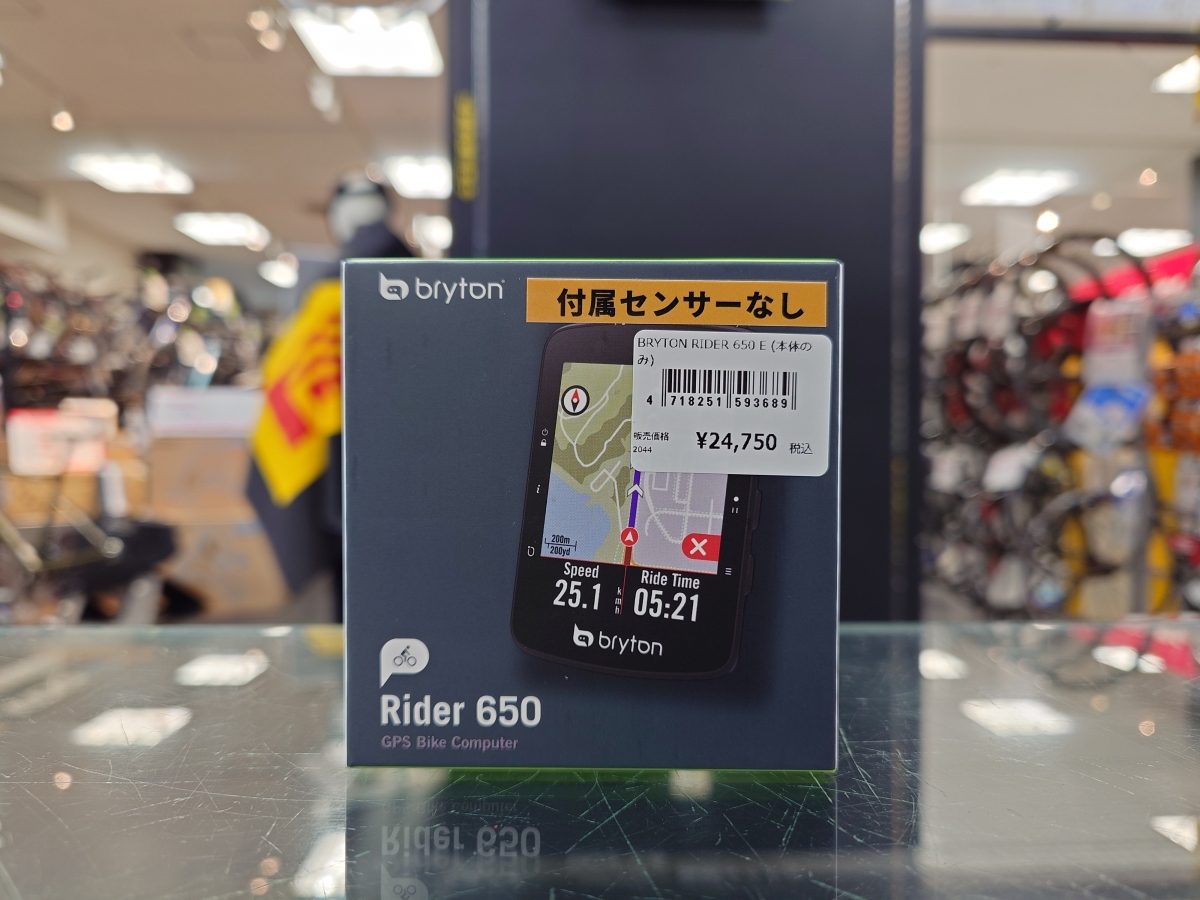 bryton
付属センサーなし
BRYTON RIDER 650 E (本体の
み)
4 718251 593689
販売価格
2044
¥24,750 税込
200m
200yd
Speed
25.1
km/h
Ride Time
05:21
bryton
Rider 650
GPS Bike Computer